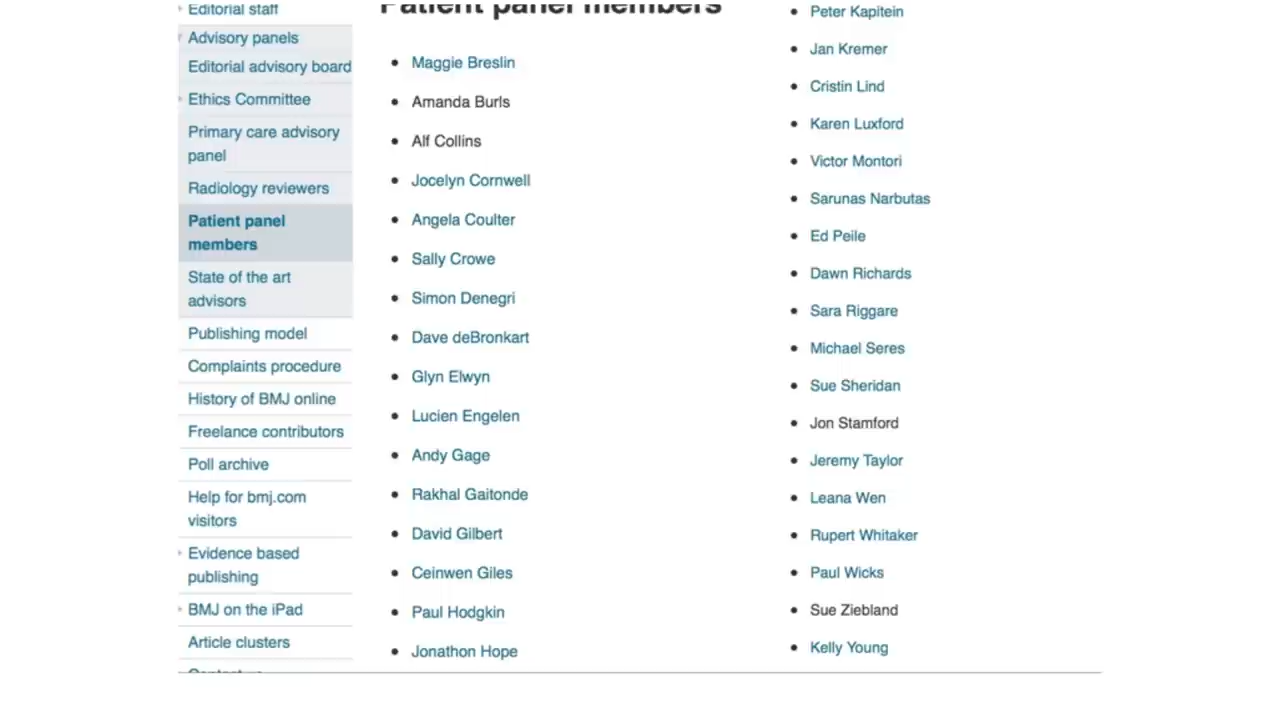 Editorial staff
Advisory panels
Editorial advisory board
Ethics Committee
Primary care advisory
panel
Radiology reviewers
Patient panel
members
State of the art
advisors
Publishing model
Complaints procedure
History of BMJ online
Freelance contributors
Poll archive
Help for bmj.com
visitors
Evidence based
publishing
BMJ on the iPad
Article clusters
Patient panel members
Maggie Breslin
Amanda Burls
Alf Collins
Jocelyn Cornwell
Angela Coulter
Sally Crowe
Simon Denegri
Dave deBronkart
Glyn Elwyn
Lucien Engelen
Andy Gage
Rakhal Gaitonde
David Gilbert
Ceinwen Giles
Paul Hodgkin
Jonathon Hope
Peter Kapitein
Jan Kremer
Cristin Lind
Karen Luxford
Victor Montori
Sarunas Narbutas
Ed Peile
Dawn Richards
Sara Riggare
Michael Seres
Sue Sheridan
Jon Stamford
Jeremy Taylor
Leana Wen
Rupert Whitaker
Paul Wicks
Sue Ziebland
Kelly Young